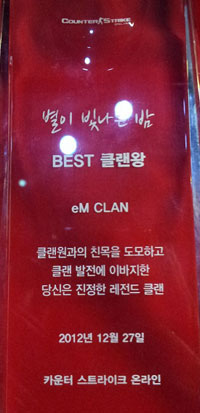 COUNTER STRIKE
별이 빛나는 밤
BEST 클랜왕
eM CLAN
클랜원과의 친목을 도모하고
클랜 발전에 이바지한
당신은 진정한 레전드 클랜
2012년 12월 27일
카운터 스트라이크 온라인